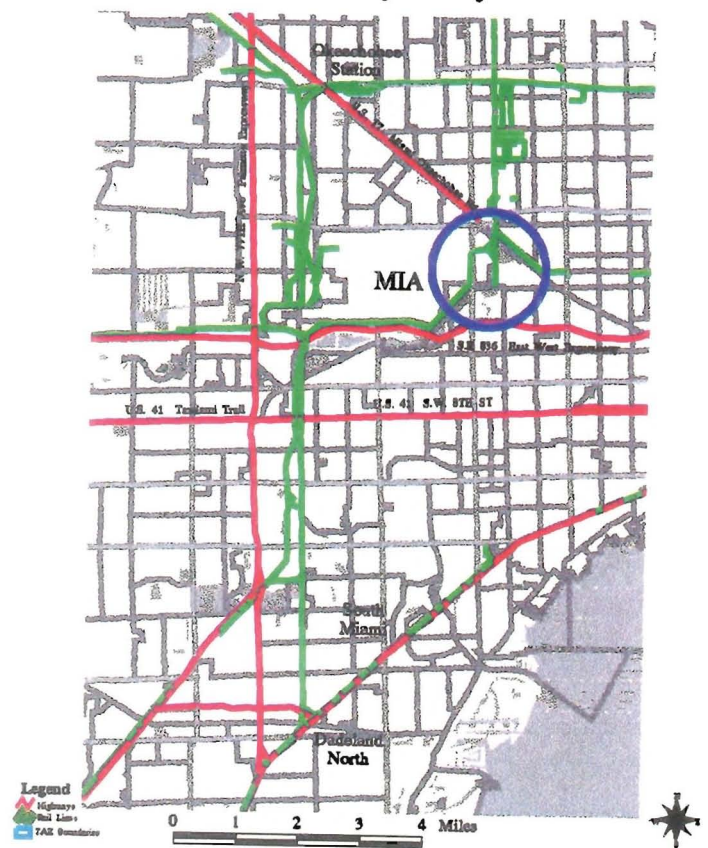 Okeechobee
Station
MIA
S.R. 836 East West Expressway
U.S. 41 Tamiami Trail
U.S. 41 S.W. 8TH ST
South
Miami
Dadeland
North
Legend
Highways
Rail Lines
TAZ Boundaries
0 1 2 3 4 Miles